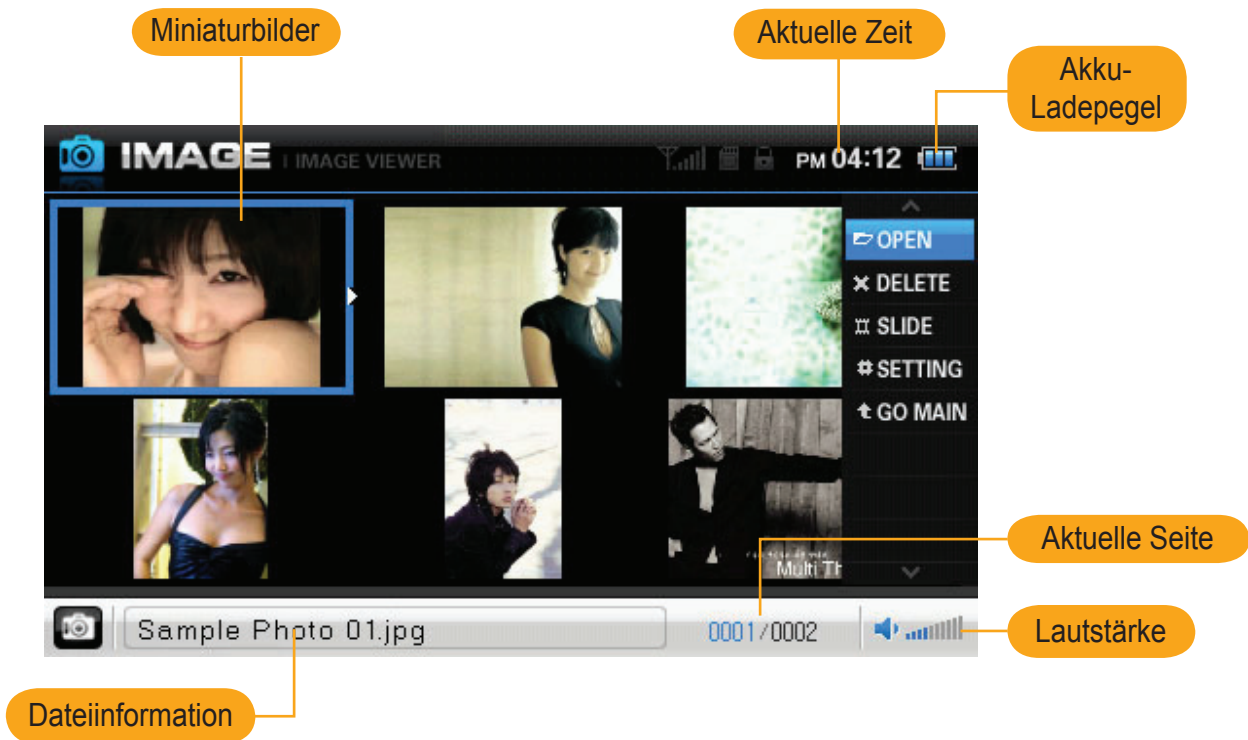 Miniaturbilder
Aktuelle Zeit
Akku-
Ladepegel
IMAGE I IMAGE VIEWER
PM 04:12
OPEN
DELETE
SLIDE
SETTING
GO MAIN
Multi Th
Aktuelle Seite
Sample Photo 01.jpg
0001/0002
Lautstärke
Dateiinformation